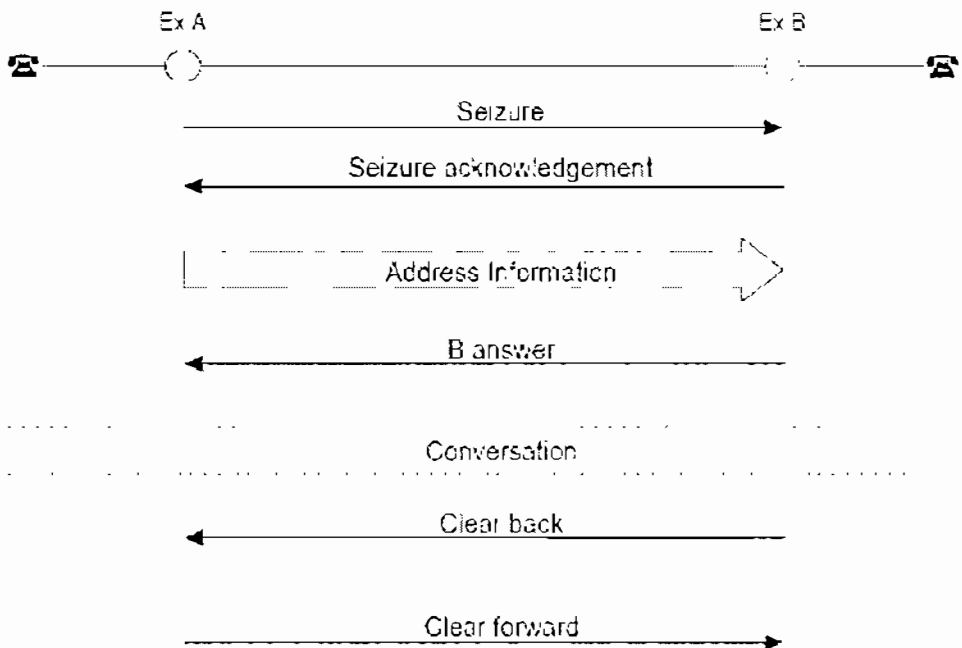 Ex A
Ex B
Seizure
Seizure acknowledgement
Address Information
B answer
Conversation
Clear back
Clear forward